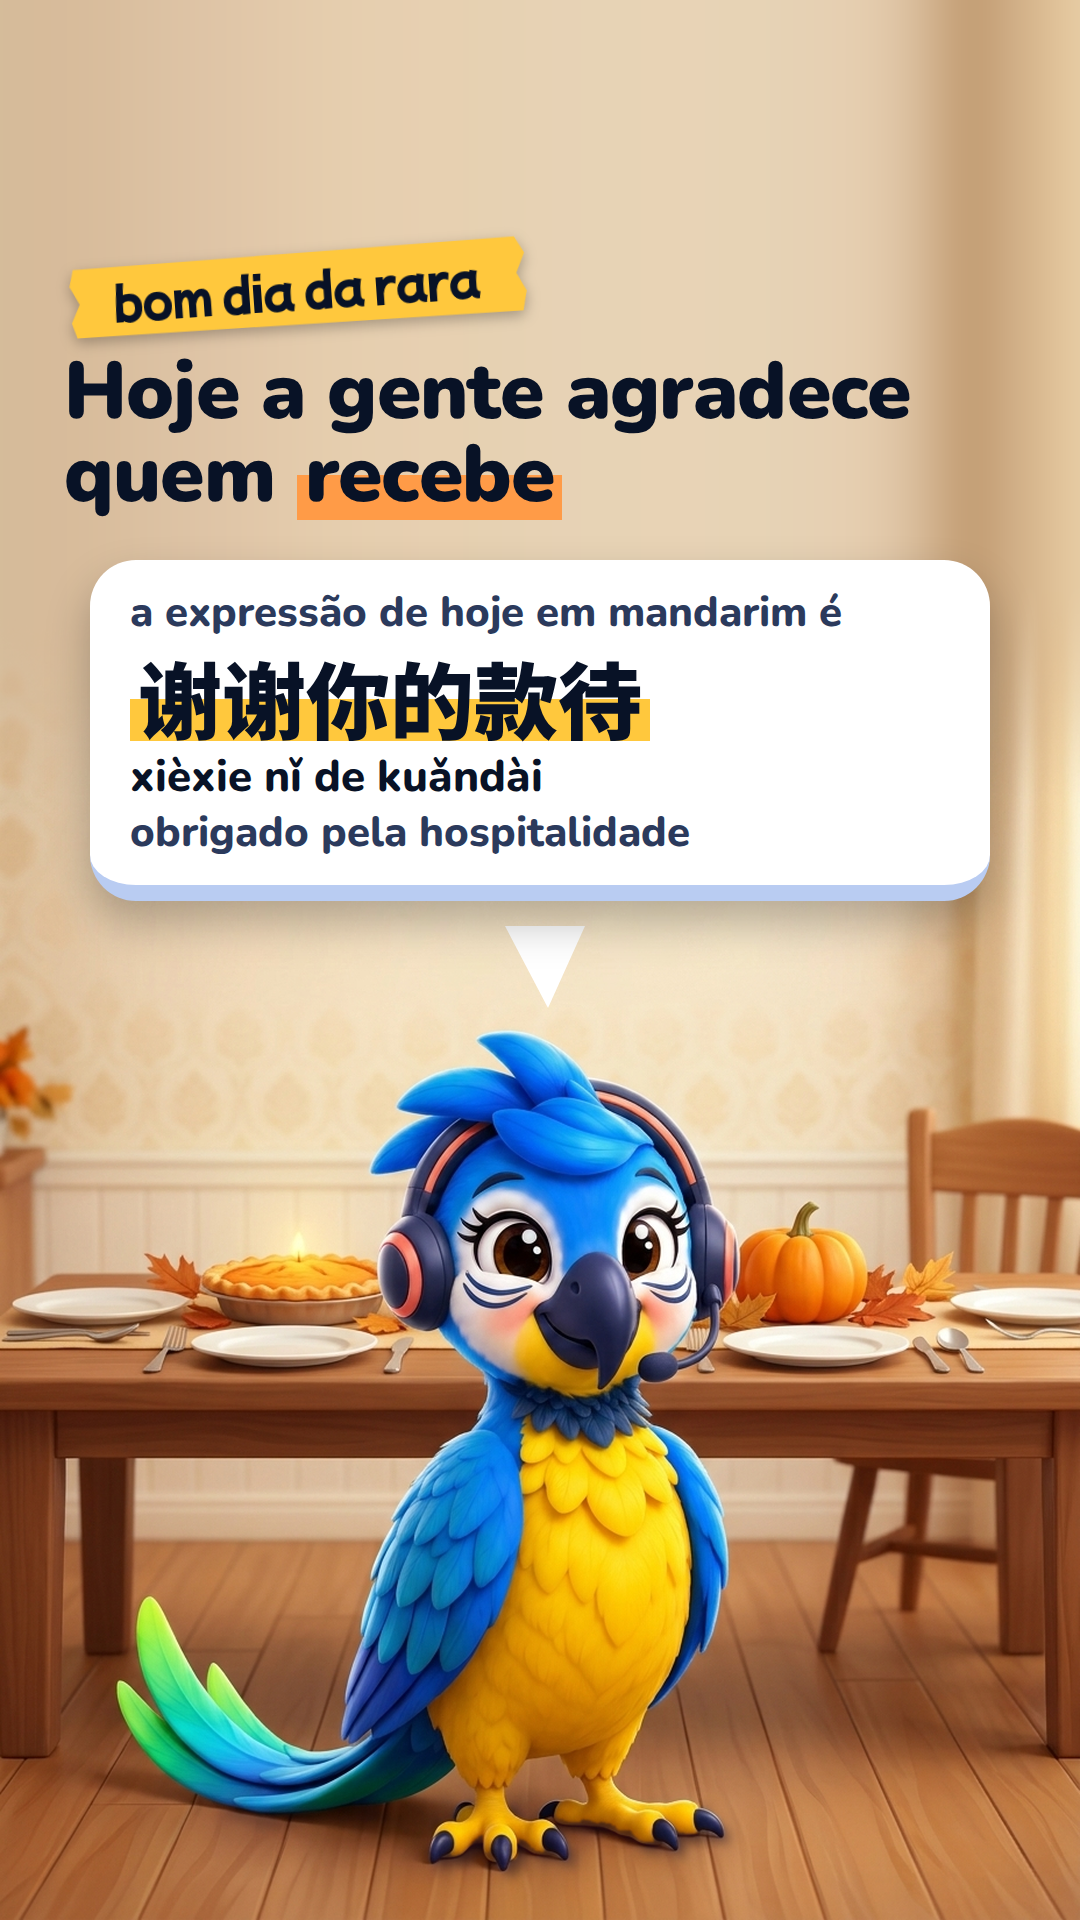 bom dia da rara
Hoje a gente agradece
quem recebe
a expressão de hoje em mandarim é
谢谢你的款待
xièxie nǐ de kuǎndài
obrigado pela hospitalidade